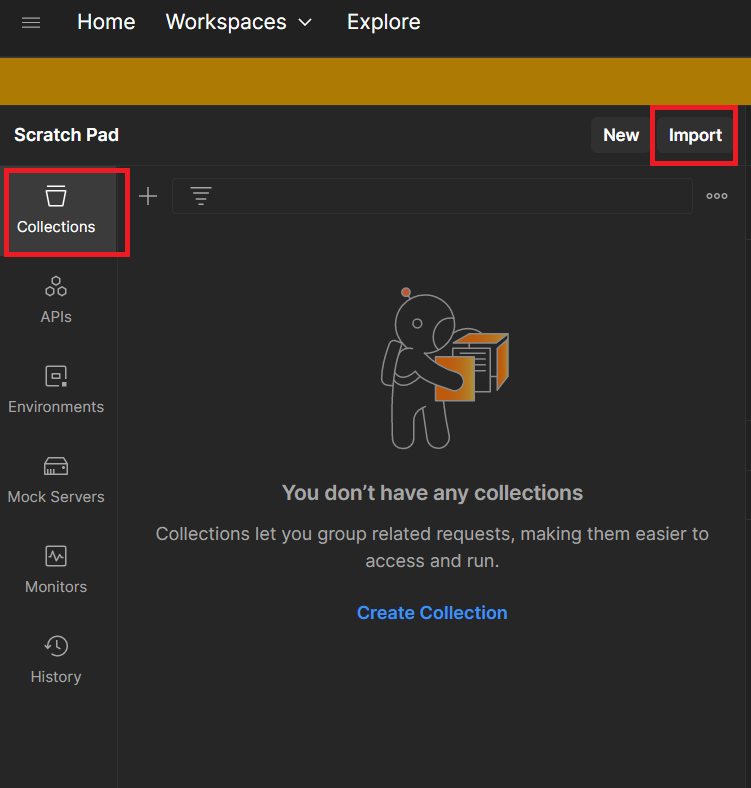 Home Workspaces Explore
Scratch Pad New Import
Collections
APIs
Environments
Mock Servers
Monitors
History
You don’t have any collections
Collections let you group related requests, making them easier to
access and run.
Create Collection